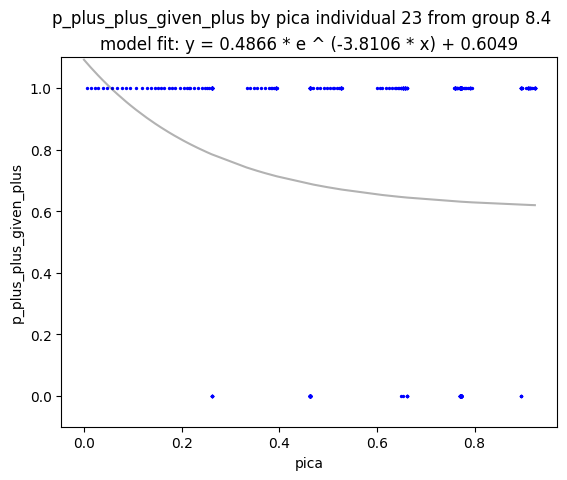 p_plus_plus_given_plus by pica individual 23 from group 8.4
model fit: y = 0.4866 * e ^ (-3.8106 * x) + 0.6049
p_plus_plus_given_plus
1.0
0.8
0.6
0.4
0.2
0.0
0.0 0.2 0.4 0.6 0.8
pica